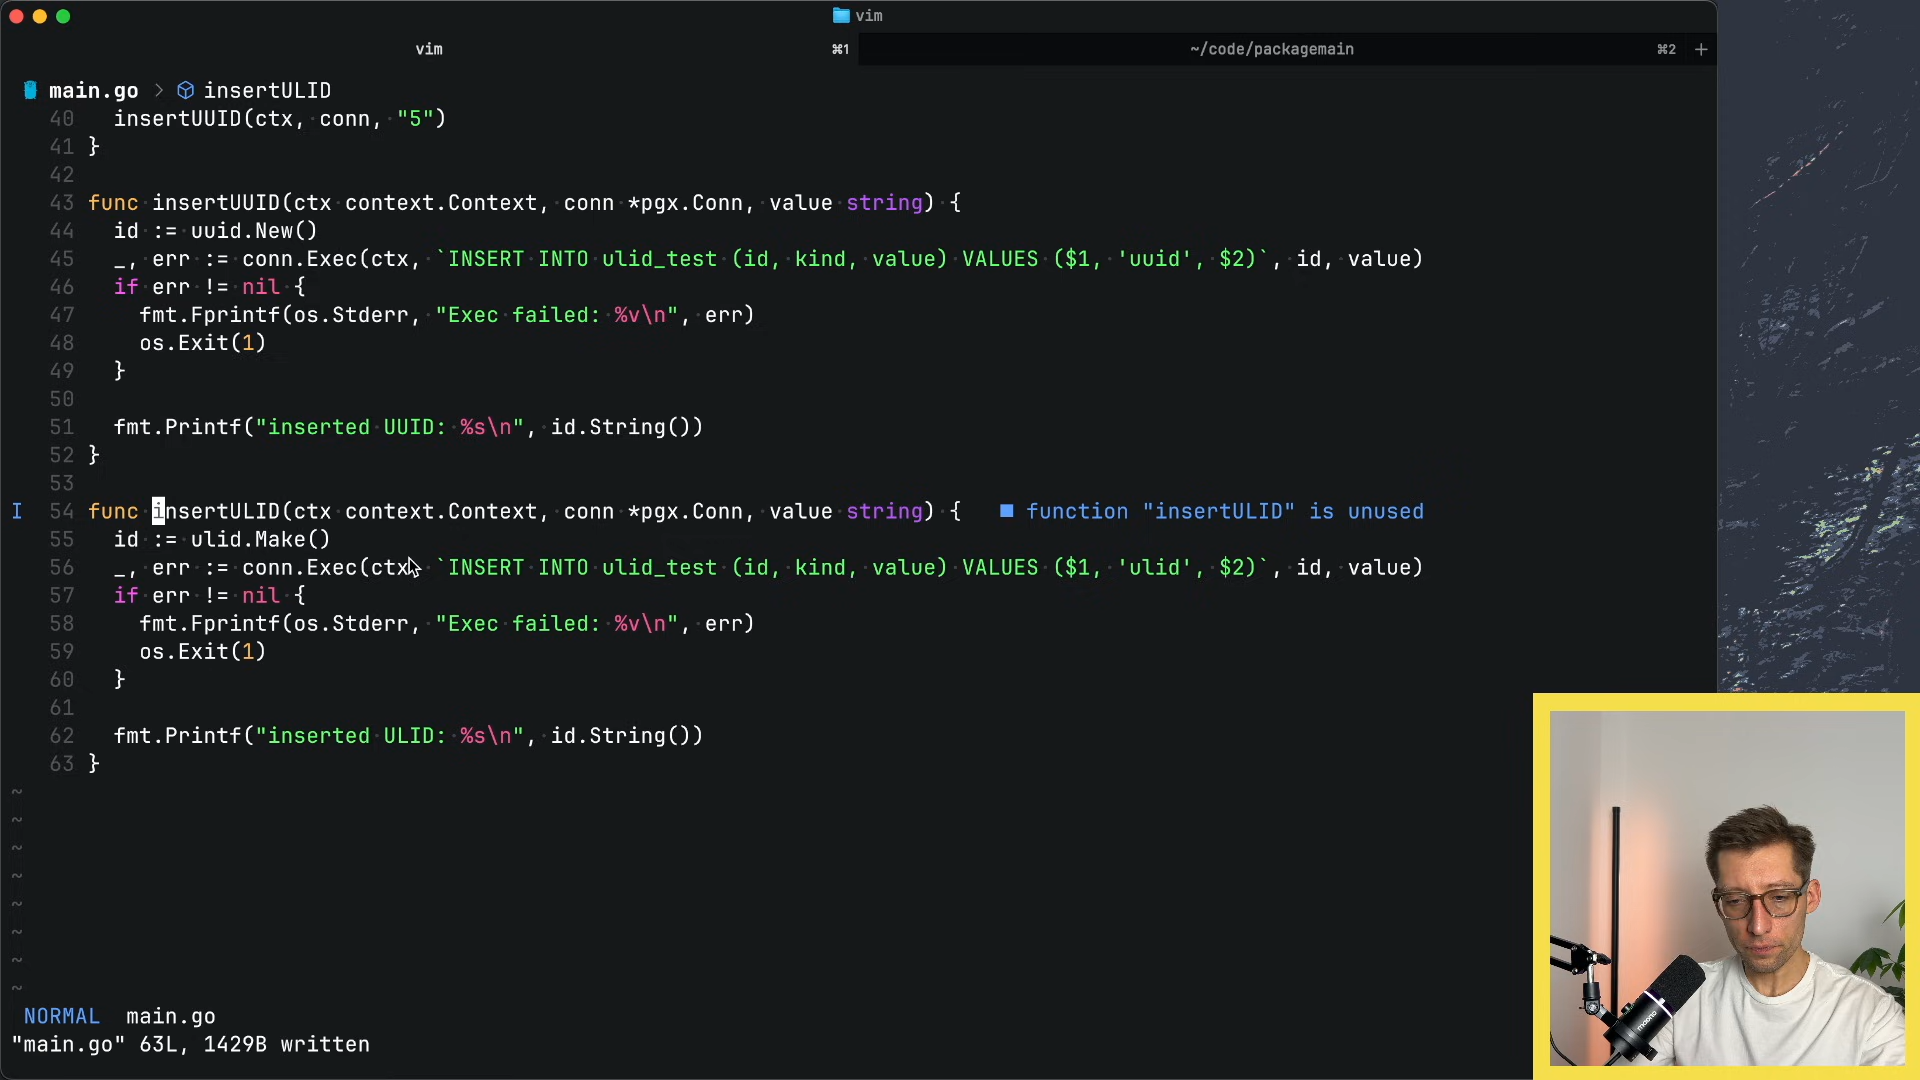 vim
vim ⌘1 ~/code/packagemain ⌘2 +
main.go > insertULID
40 insertUUID(ctx, conn, "5")
41 }
42
43 func insertUUID(ctx context.Context, conn *pgx.Conn, value string) {
44 id := uuid.New()
45 _, err := conn.Exec(ctx, `INSERT INTO ulid_test (id, kind, value) VALUES ($1, 'uuid', $2)`, id, value)
46 if err != nil {
47 fmt.Fprintf(os.Stderr, "Exec failed: %v\n", err)
48 os.Exit(1)
49 }
50
51 fmt.Printf("inserted UUID: %s\n", id.String())
52 }
53
I 54 func insertULID(ctx context.Context, conn *pgx.Conn, value string) { ■ function "insertULID" is unused
55 id := ulid.Make()
56 _, err := conn.Exec(ctx, `INSERT INTO ulid_test (id, kind, value) VALUES ($1, 'ulid', $2)`, id, value)
57 if err != nil {
58 fmt.Fprintf(os.Stderr, "Exec failed: %v\n", err)
59 os.Exit(1)
60 }
61
62 fmt.Printf("inserted ULID: %s\n", id.String())
63 }
~
~
~
~
~
~
~
~
NORMAL main.go
"main.go" 63L, 1429B written
maono